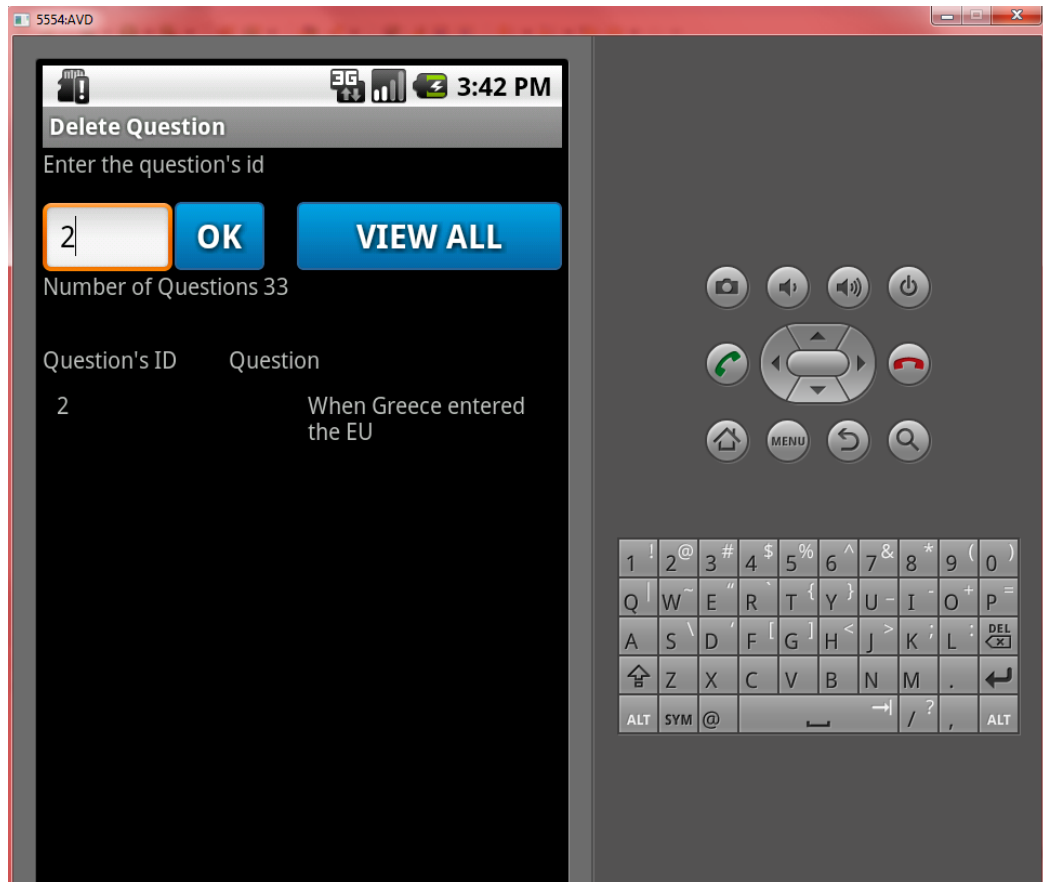 5554:AVD
3G 3:42 PM
Delete Question
Enter the question's id
2 OK VIEW ALL
Number of Questions 33
Question's ID Question
2 When Greece entered
the EU
MENU
1 ! 2 @ 3 # 4 $ 5 % 6 ^ 7 & 8 * 9 ( 0 )
Q | W ~ E " R ` T { Y } U _ I - O + P =
A S \ D ' F [ G ] H < J > K ; L : DEL
Z X C V B N M .
ALT SYM @ / ? , ALT